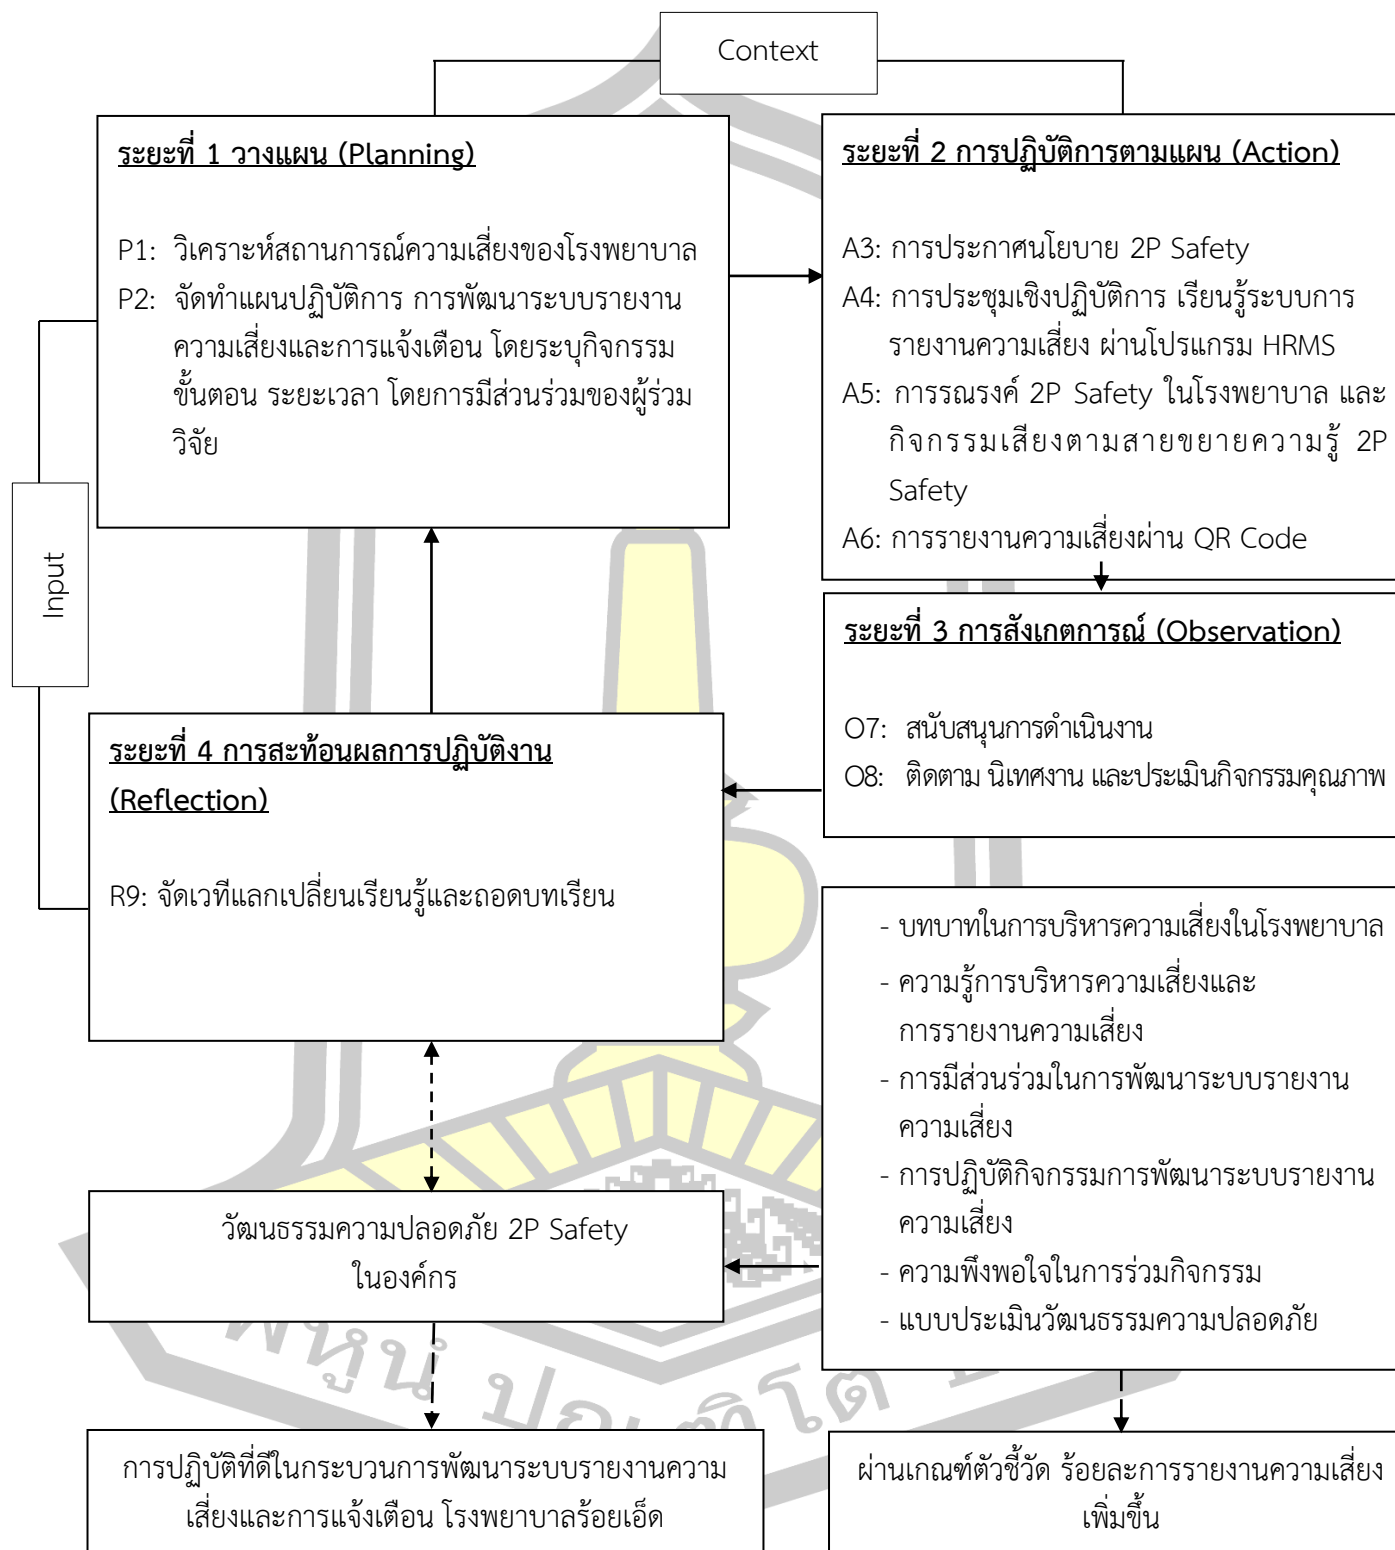 Context
ระยะที่ 1 วางแผน (Planning)
P1: วิเคราะห์สถานการณ์ความเสี่ยงของโรงพยาบาล
P2: จัดทำแผนปฏิบัติการ การพัฒนาระบบรายงาน
ความเสี่ยงและการแจ้งเตือน โดยระบุกิจกรรม
ขั้นตอน ระยะเวลา โดยการมีส่วนร่วมของผู้ร่วม
วิจัย
ระยะที่ 2 การปฏิบัติการตามแผน (Action)
A3: การประกาศนโยบาย 2P Safety
A4: การประชุมเชิงปฏิบัติการ เรียนรู้ระบบการ
รายงานความเสี่ยง ผ่านโปรแกรม HRMS
A5: การรณรงค์ 2P Safety ในโรงพยาบาล และ
กิจกรรมเสียงตามสายขยายความรู้ 2P
Safety
A6: การรายงานความเสี่ยงผ่าน QR Code
Input
ระยะที่ 3 การสังเกตการณ์ (Observation)
O7: สนับสนุนการดำเนินงาน
O8: ติดตาม นิเทศงาน และประเมินกิจกรรมคุณภาพ
ระยะที่ 4 การสะท้อนผลการปฏิบัติงาน
(Reflection)
R9: จัดเวทีแลกเปลี่ยนเรียนรู้และถอดบทเรียน
- บทบาทในการบริหารความเสี่ยงในโรงพยาบาล
- ความรู้การบริหารความเสี่ยงและ
การรายงานความเสี่ยง
- การมีส่วนร่วมในการพัฒนาระบบรายงาน
ความเสี่ยง
- การปฏิบัติกิจกรรมการพัฒนาระบบรายงาน
ความเสี่ยง
- ความพึงพอใจในการร่วมกิจกรรม
- แบบประเมินวัฒนธรรมความปลอดภัย
วัฒนธรรมความปลอดภัย 2P Safety
ในองค์กร
การปฏิบัติที่ดีในกระบวนการพัฒนาระบบรายงานความ
เสี่ยงและการแจ้งเตือน โรงพยาบาลร้อยเอ็ด
ผ่านเกณฑ์ตัวชี้วัด ร้อยละการรายงานความเสี่ยง
เพิ่มขึ้น